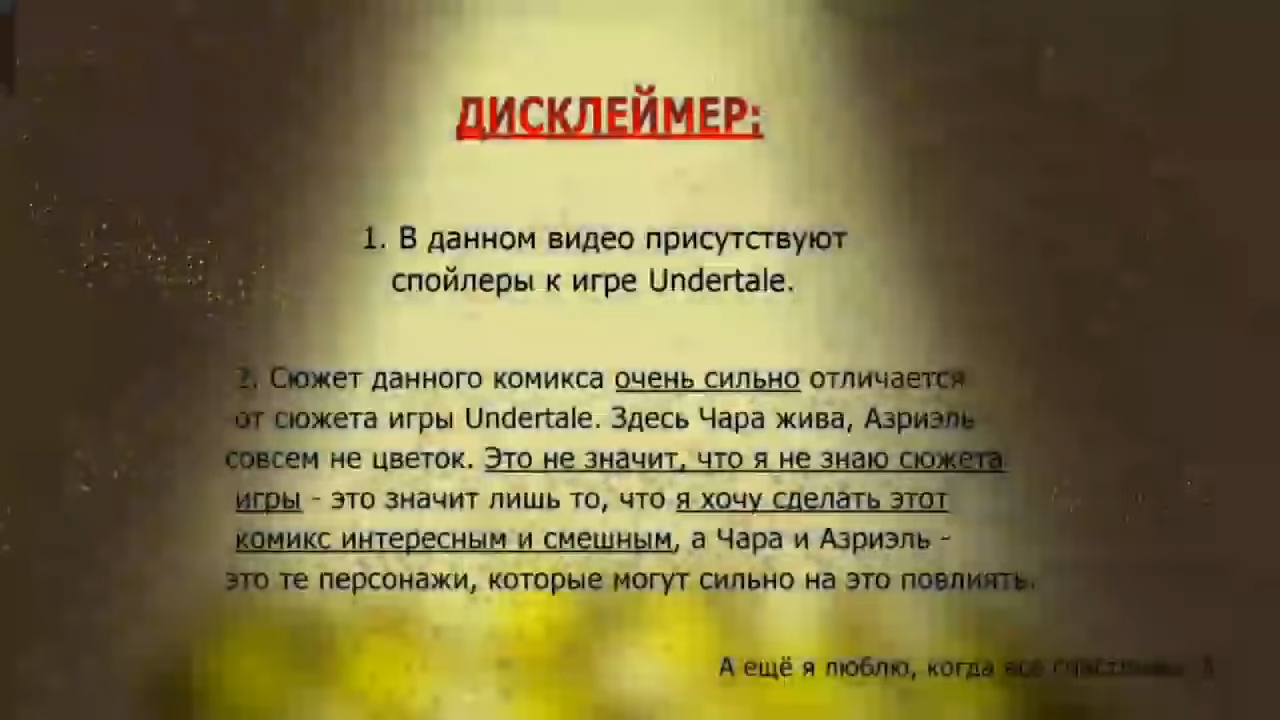 ДИСКЛЕЙМЕР:
1. В данном видео присутствуют
спойлеры к игре Undertale.
2. Сюжет данного комикса очень сильно отличается
от сюжета игры Undertale. Здесь Чара жива, Азриэль
совсем не цветок. Это не значит, что я не знаю сюжета
игры - это значит лишь то, что я хочу сделать этот
комикс интересным и смешным, а Чара и Азриэль -
это те персонажи, которые могут сильно на это повлиять.
А ещё я люблю, когда все счастливы